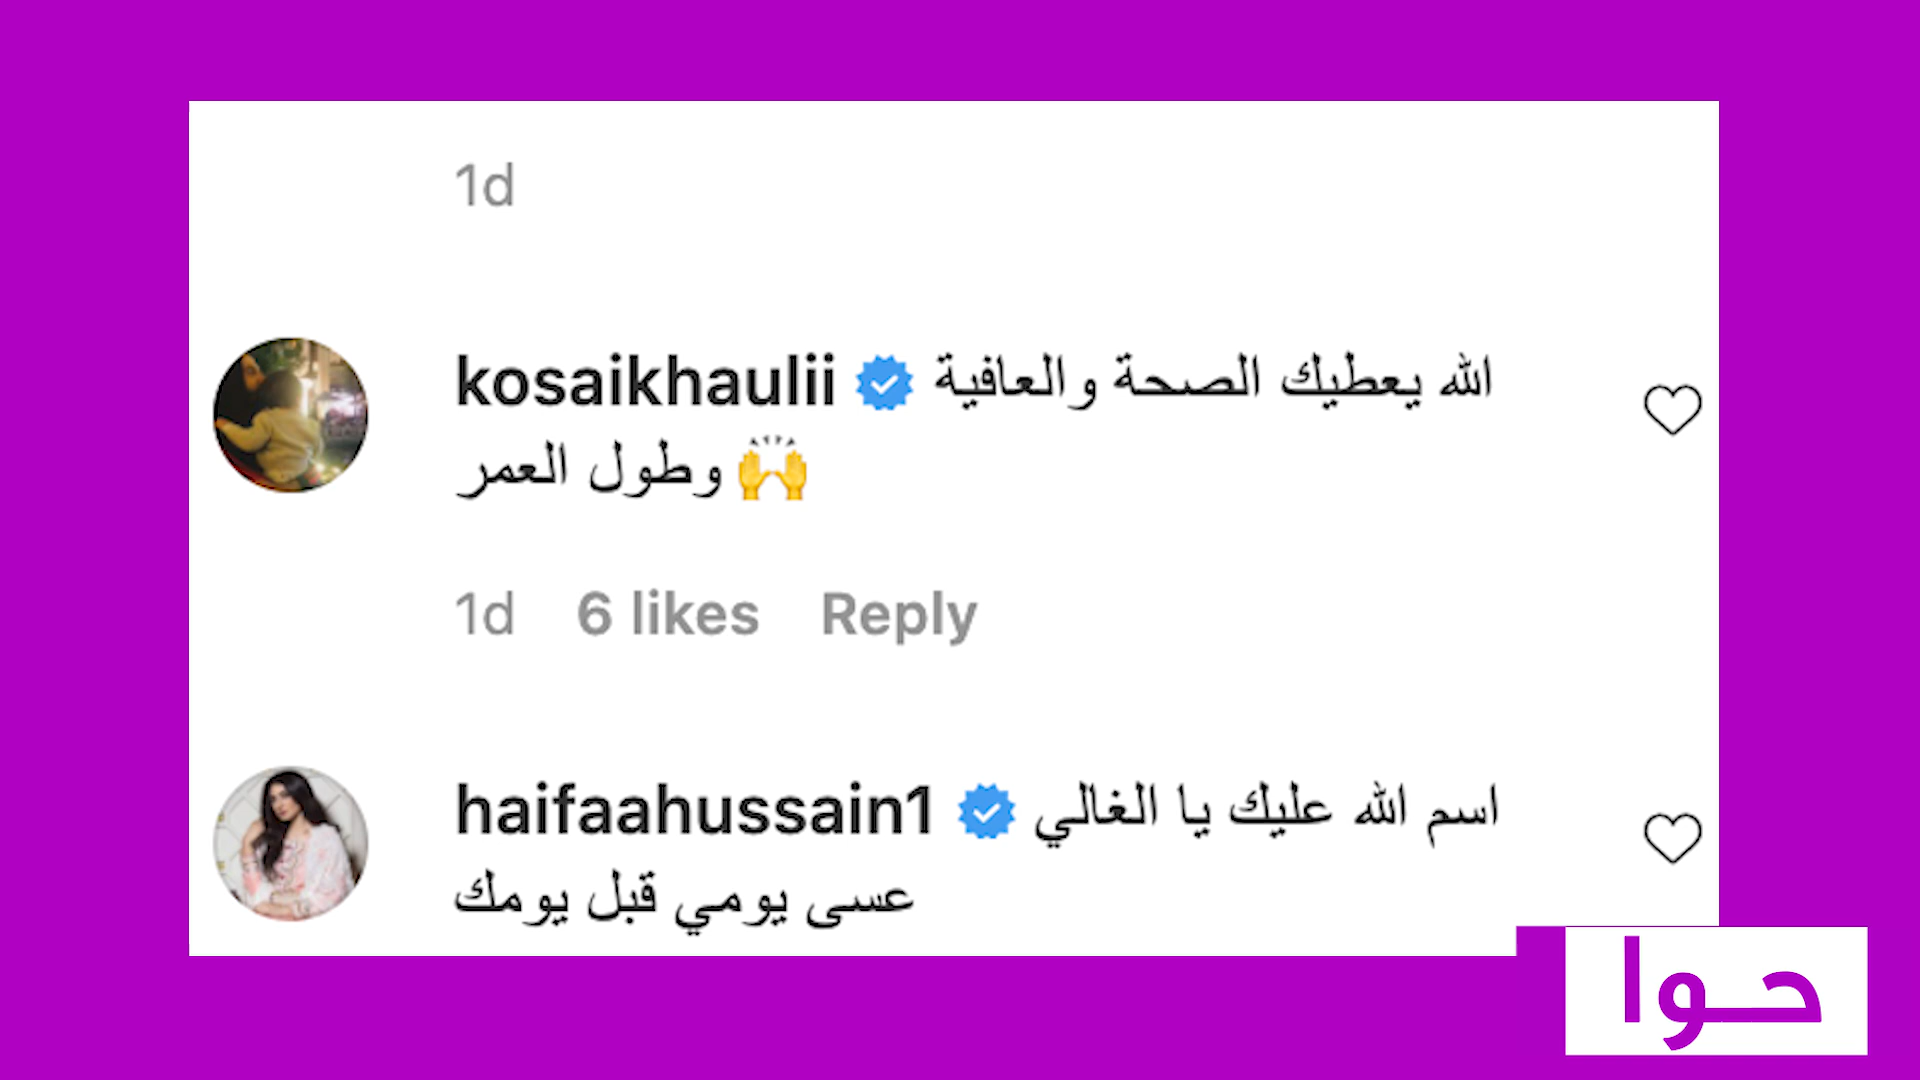 1d
kosaikhaulii الله يعطيك الصحة والعافية
وطول العمر 🙌
1d 6 likes Reply
haifaahussain1 اسم الله عليك يا الغالي
عسى يومي قبل يومك
حوا